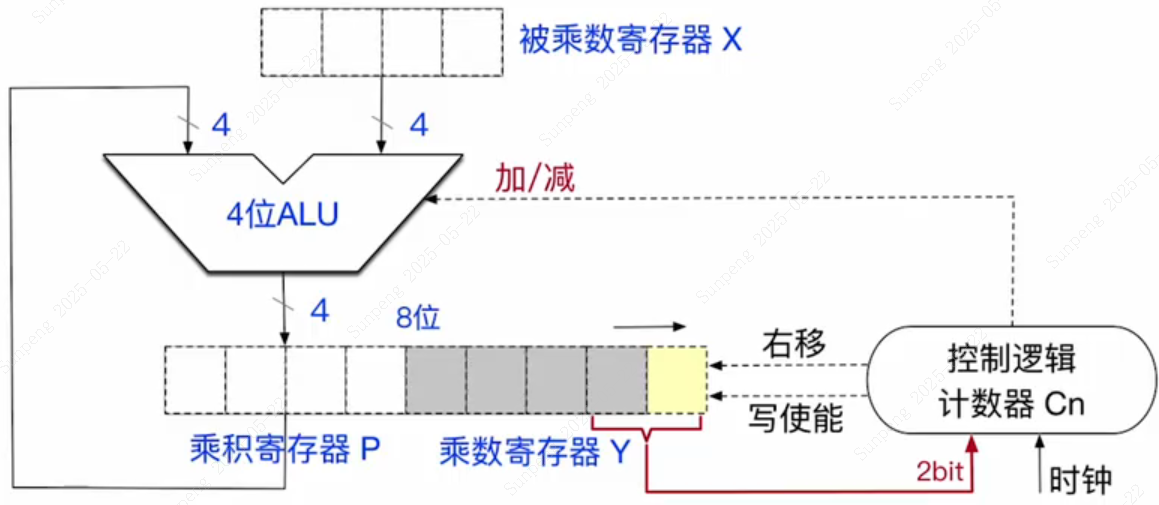 被乘数寄存器 X
4
4
加/减
4位ALU
4
8位
右移
控制逻辑
计数器 Cn
写使能
乘积寄存器 P
乘数寄存器 Y
2bit
时钟
Sunpeng 2025-05-22